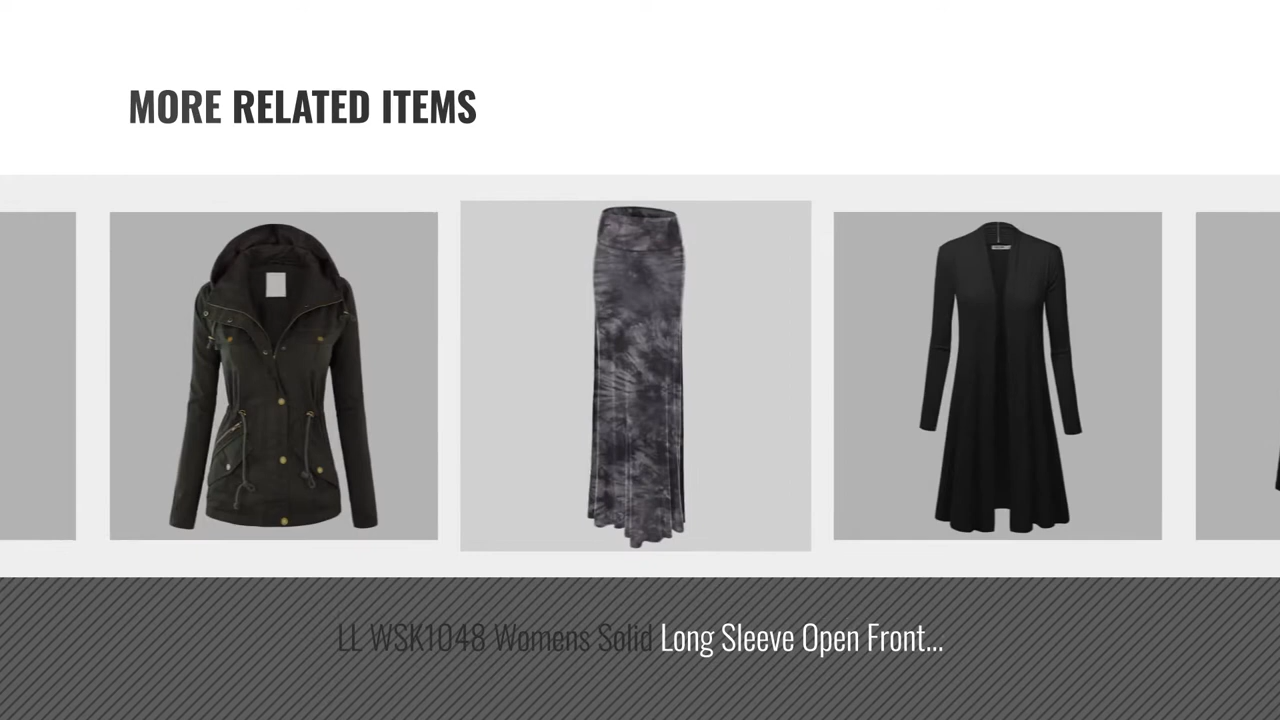 MORE RELATED ITEMS
LL WSK1048 Womens Solid Long Sleeve Open Front...